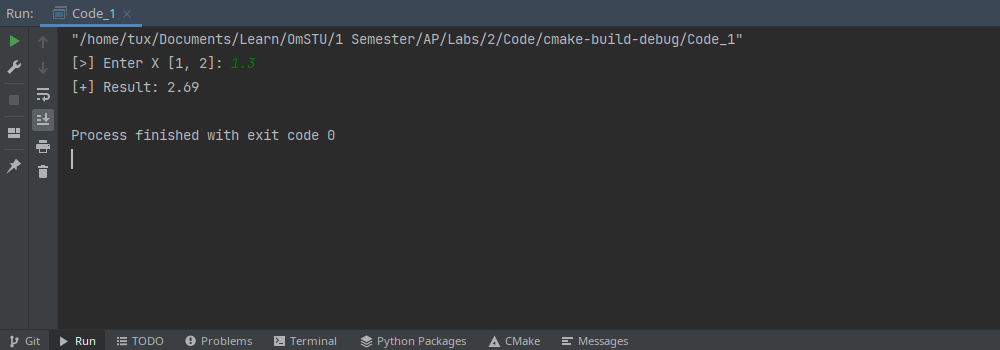 Run: Code_1
"/home/tux/Documents/Learn/OmSTU/1 Semester/AP/Labs/2/Code/cmake-build-debug/Code_1"
[>] Enter X [1, 2]: 1.3
[+] Result: 2.69
Process finished with exit code 0
Git Run TODO Problems Terminal Python Packages CMake Messages